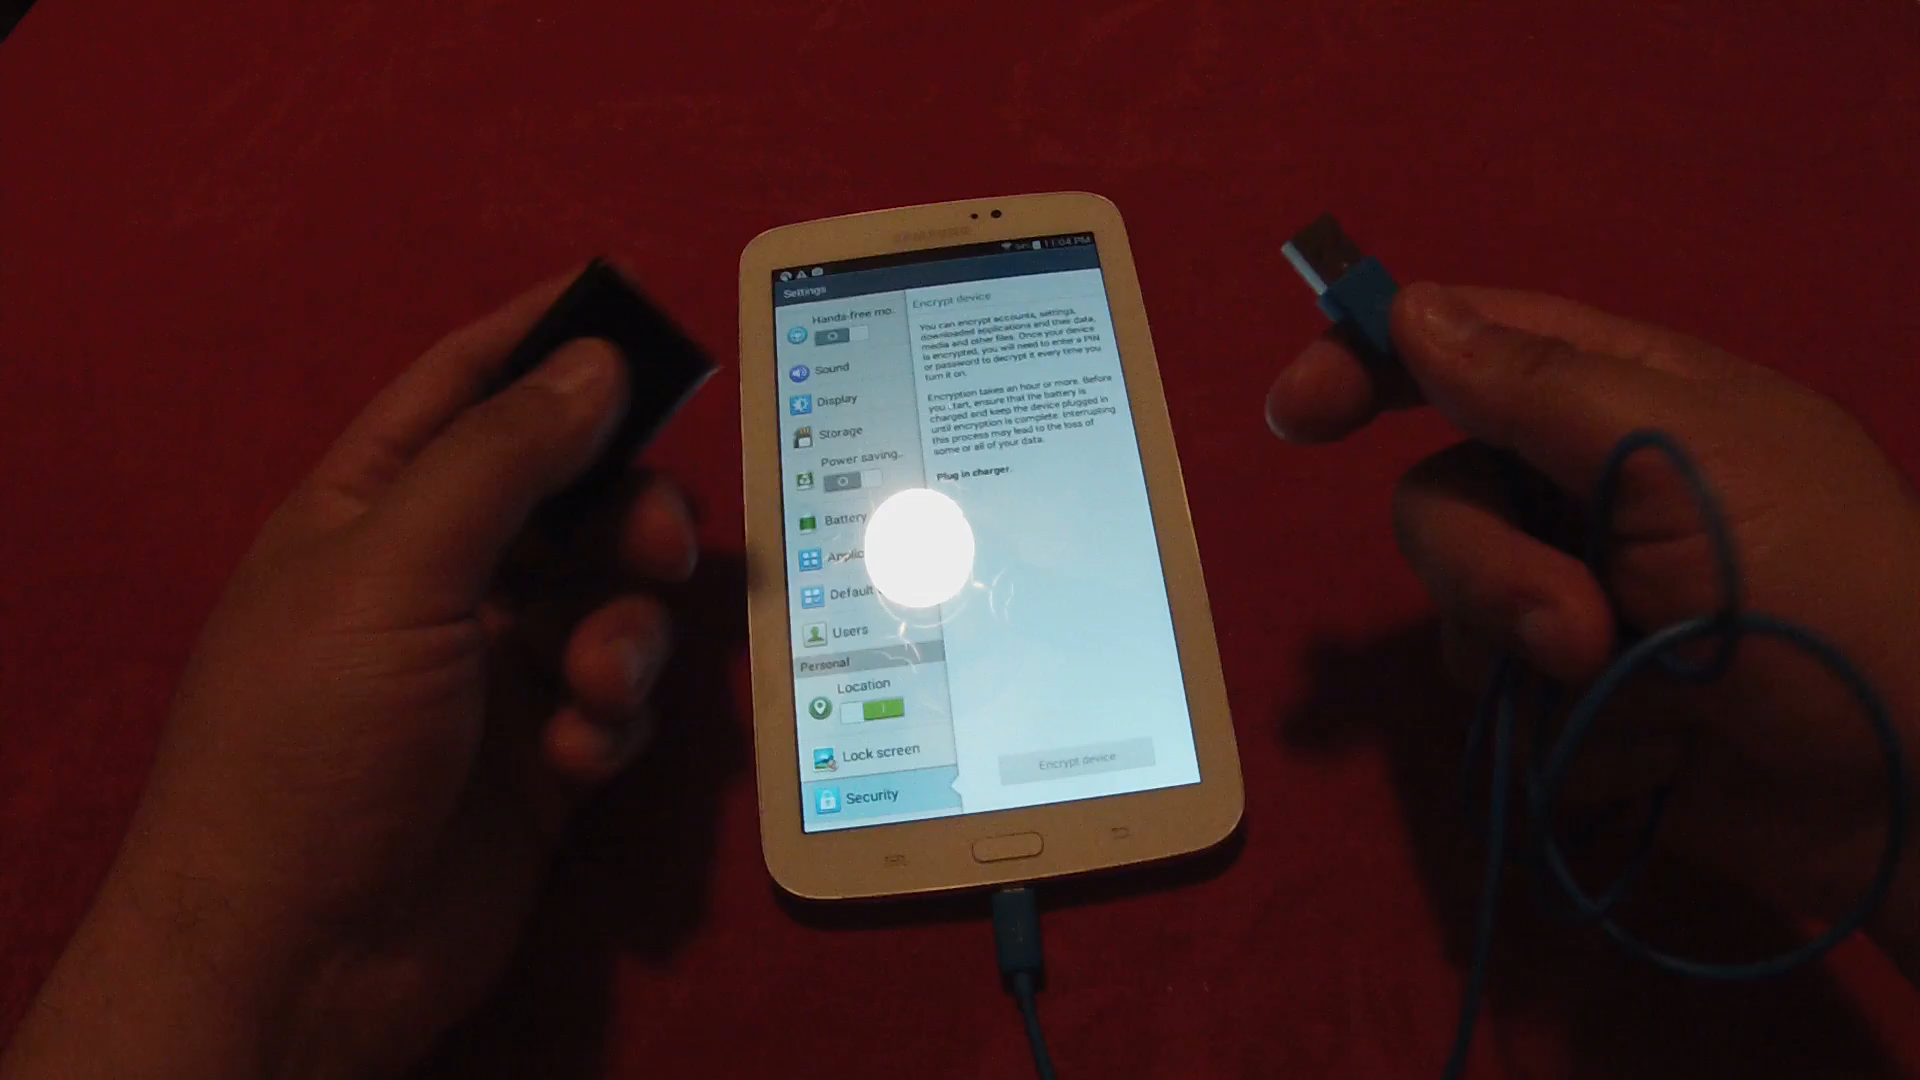 SAMSUNG
11:04 PM
Settings
Hands-free mo..
Sound
Display
Storage
Power saving..
Battery
Applic
Default
Users
Personal
Location
Lock screen
Security
Encrypt device
You can encrypt accounts, settings,
downloaded applications and their data,
media and other files. Once your device
is encrypted, you will need to enter a PIN
or password to decrypt it every time you
turn it on.
Encryption takes an hour or more. Before
you start, ensure that the battery is
charged and keep the device plugged in
until encryption is complete. Interrupting
this process may lead to the loss of
some or all of your data.
Plug in charger.
Encrypt device